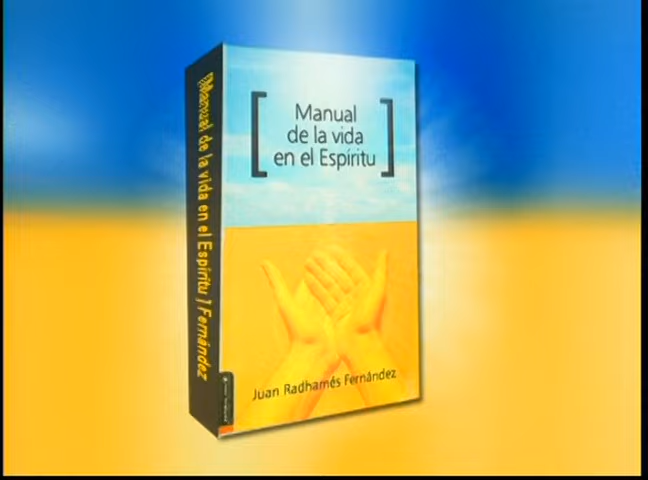 [Manual de la vida en el Espíritu] Fernández
[Manual
de la vida
en el Espíritu]
Juan Radhamés Fernández